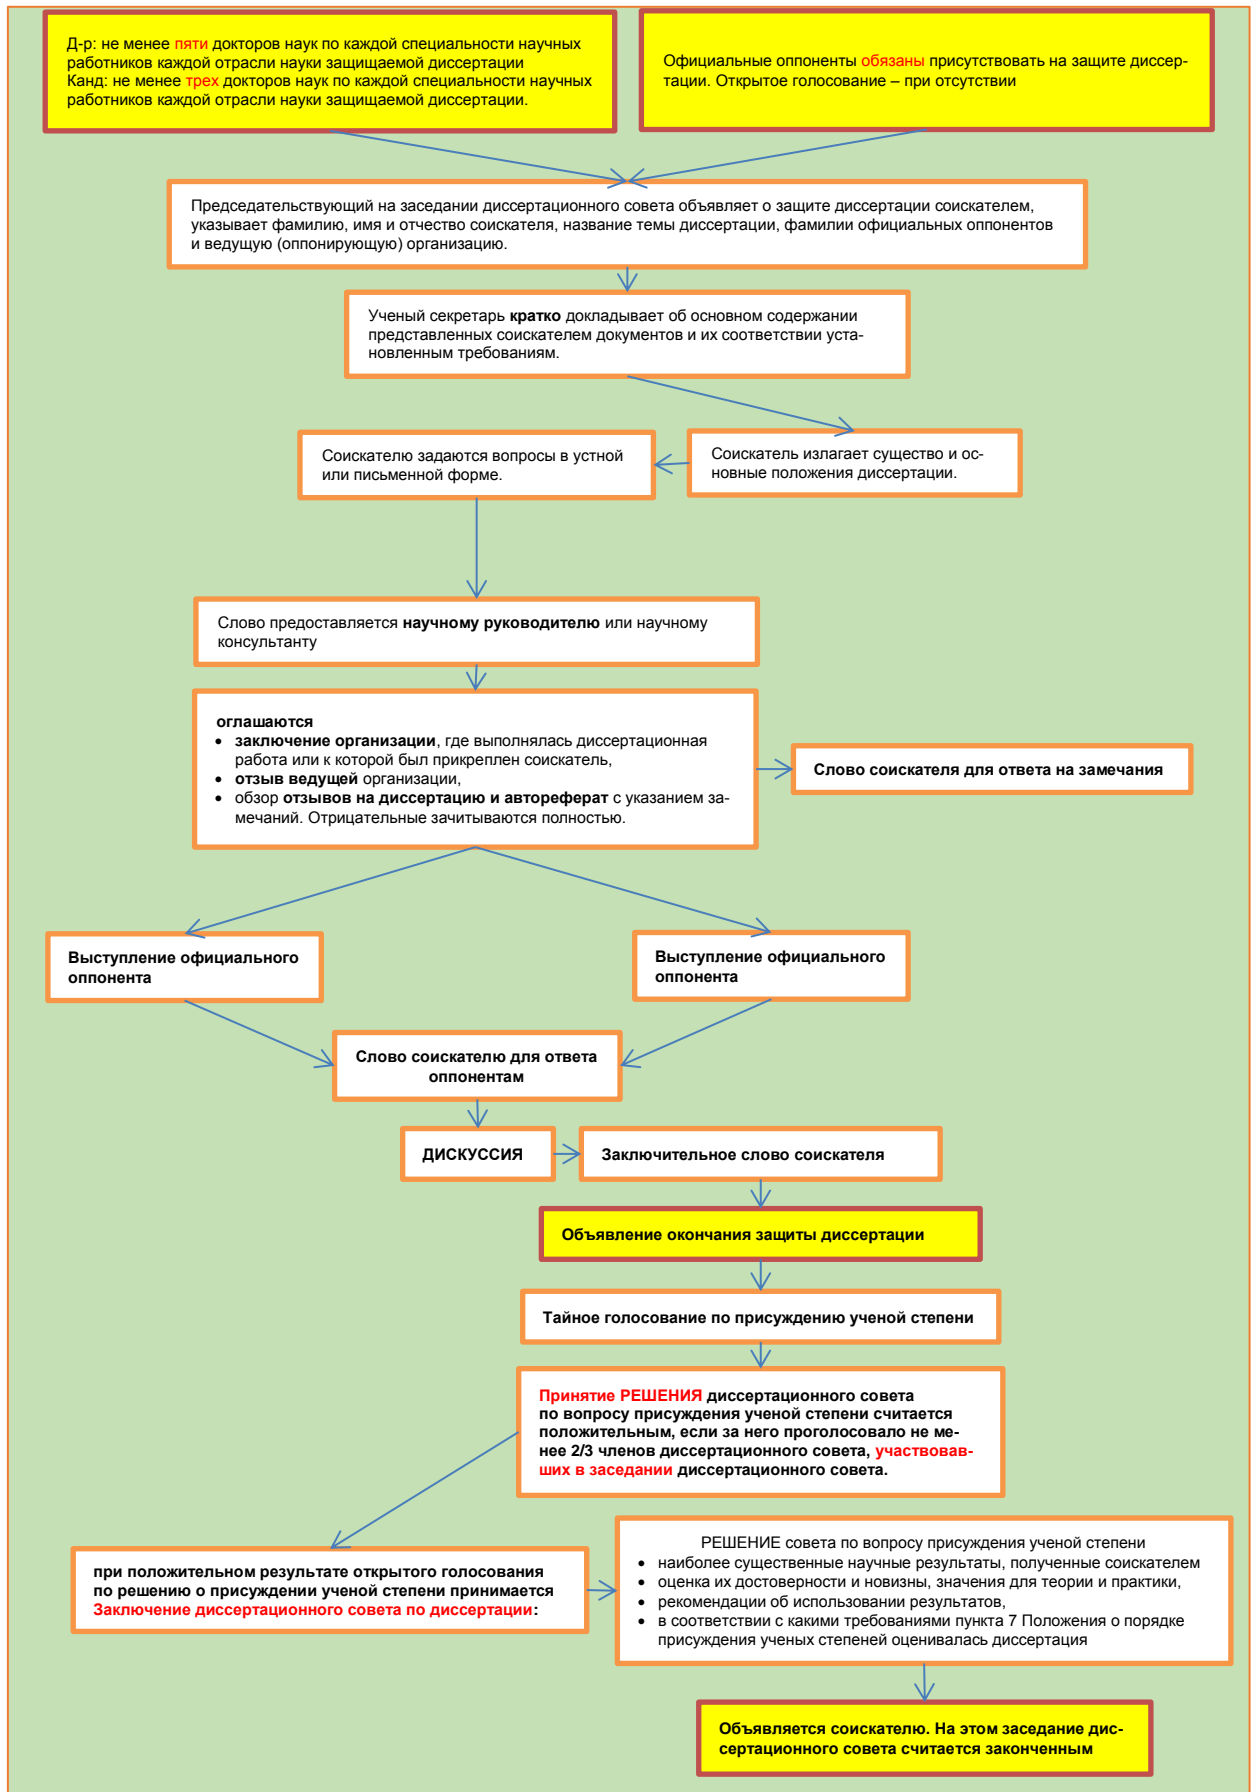 Д-р: не менее пяти докторов наук по каждой специальности научных
работников каждой отрасли науки защищаемой диссертации
Канд: не менее трех докторов наук по каждой специальности научных
работников каждой отрасли науки защищаемой диссертации.
Официальные оппоненты обязаны присутствовать на защите диссер-
тации. Открытое голосование – при отсутствии
Председательствующий на заседании диссертационного совета объявляет о защите диссертации соискателем,
указывает фамилию, имя и отчество соискателя, название темы диссертации, фамилии официальных оппонентов
и ведущую (оппонирующую) организацию.
Ученый секретарь кратко докладывает об основном содержании
представленных соискателем документов и их соответствии уста-
новленным требованиям.
Соискателю задаются вопросы в устной
или письменной форме.
Соискатель излагает существо и ос-
новные положения диссертации.
Слово предоставляется научному руководителю или научному
консультанту
оглашаются
• заключение организации, где выполнялась диссертационная
работа или к которой был прикреплен соискатель,
• отзыв ведущей организации,
• обзор отзывов на диссертацию и автореферат с указанием за-
мечаний. Отрицательные зачитываются полностью.
Слово соискателя для ответа на замечания
Выступление официального
оппонента
Выступление официального
оппонента
Слово соискателю для ответа
оппонентам
ДИСКУССИЯ
Заключительное слово соискателя
Объявление окончания защиты диссертации
Тайное голосование по присуждению ученой степени
Принятие РЕШЕНИЯ диссертационного совета
по вопросу присуждения ученой степени считается
положительным, если за него проголосовало не ме-
нее 2/3 членов диссертационного совета, участвовав-
ших в заседании диссертационного совета.
при положительном результате открытого голосования
по решению о присуждении ученой степени принимается
Заключение диссертационного совета по диссертации:
РЕШЕНИЕ совета по вопросу присуждения ученой степени
• наиболее существенные научные результаты, полученные соискателем
• оценка их достоверности и новизны, значения для теории и практики,
• рекомендации об использовании результатов,
• в соответствии с какими требованиями пункта 7 Положения о порядке
присуждения ученых степеней оценивалась диссертация
Объявляется соискателю. На этом заседание дис-
сертационного совета считается законченным